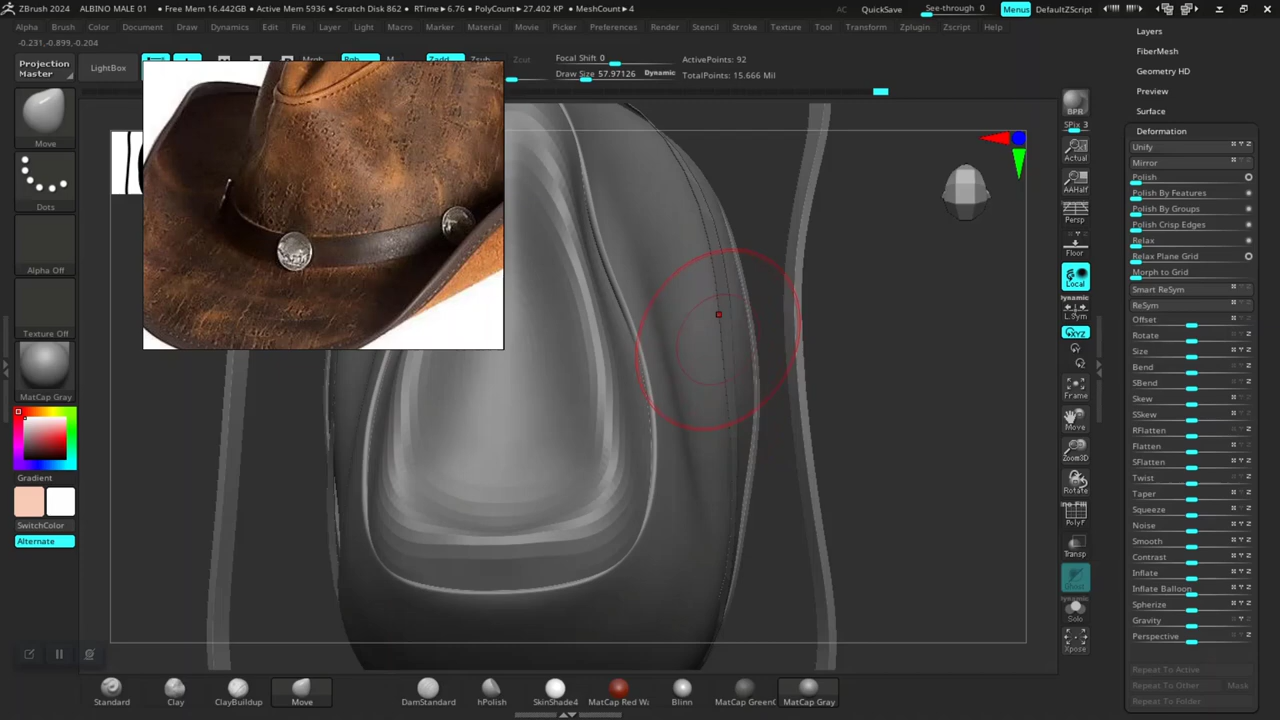 ZBrush 2024 ALBINO MALE 01 • Free Mem 16.442GB • Active Mem 5936 • Scratch Disk 862 • RTime▸6.76 • PolyCount▸27.402 KP • MeshCount▸4 AC QuickSave See-through 0 Menus DefaultZScript
Alpha Brush Color Document Draw Dynamics Edit File Layer Light Macro Marker Material Movie Picker Preferences Render Stencil Stroke Texture Tool Transform Zplugin Zscript Help
-0.231,-0.899,-0.204
Projection Master
LightBox
M
Zcut
Focal Shift 0
Draw Size 57.97126 Dynamic
ActivePoints: 92
TotalPoints: 15.666 Mil
Move
Dots
Alpha Off
Texture Off
MatCap Gray
Gradient
SwitchColor
Alternate
BPR
SPix 3
Actual
AAHalf
Persp
Floor
Local
Dynamic
L.Sym
XYZ
Frame
Move
Zoom3D
Rotate
PolyF
Transp
Ghost
Dynamic
Solo
Xpose
Layers
FiberMesh
Geometry HD
Preview
Surface
Deformation
Unify
Mirror
Polish
Polish By Features
Polish By Groups
Polish Crisp Edges
Relax
Relax Plane Grid
Morph to Grid
Smart ReSym
ReSym
Offset
Rotate
Size
Bend
SBend
Skew
SSkew
RFlatten
Flatten
SFlatten
Twist
Taper
Squeeze
Noise
Smooth
Contrast
Inflate
Inflate Balloon
Spherize
Gravity
Perspective
Repeat To Active
Repeat To Other Mask
Repeat To Folder
Standard Clay ClayBuildup Move DamStandard hPolish SkinShade4 MatCap Red Wa Blinn MatCap GreenC MatCap Gray